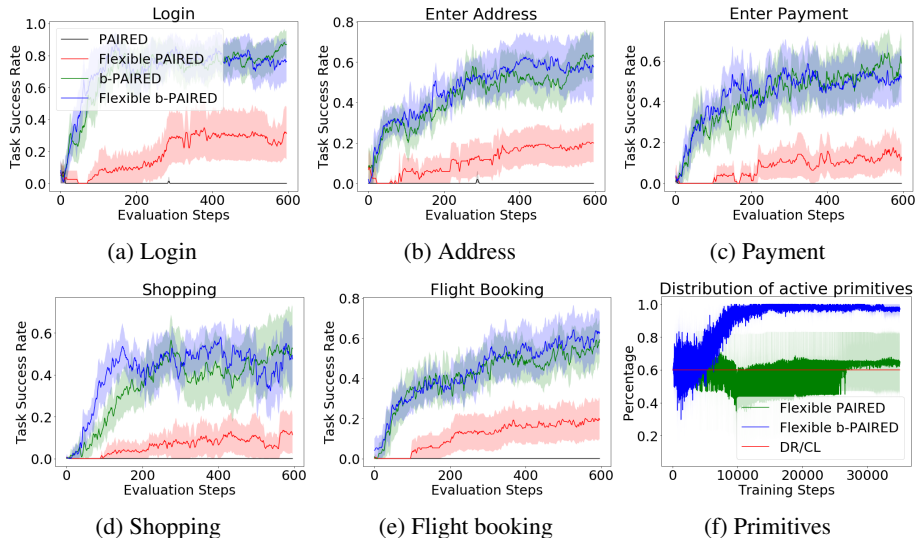 Login
Task Success Rate
1.0
0.8
0.6
0.4
0.2
0.0
PAIRED
Flexible PAIRED
b-PAIRED
Flexible b-PAIRED
0 200 400 600
Evaluation Steps
(a) Login
Enter Address
Task Success Rate
0.8
0.6
0.4
0.2
0.0
0 200 400 600
Evaluation Steps
(b) Address
Enter Payment
Task Success Rate
0.8
0.6
0.4
0.2
0.0
0 200 400 600
Evaluation Steps
(c) Payment
Shopping
Task Success Rate
0.6
0.4
0.2
0.0
0 200 400 600
Evaluation Steps
(d) Shopping
Flight Booking
Task Success Rate
0.8
0.6
0.4
0.2
0.0
0 200 400 600
Evaluation Steps
(e) Flight booking
Distribution of active primitives
Percentage
1.0
0.8
0.6
0.4
0.2
Flexible PAIRED
Flexible b-PAIRED
DR/CL
0 10000 20000 30000
Training Steps
(f) Primitives